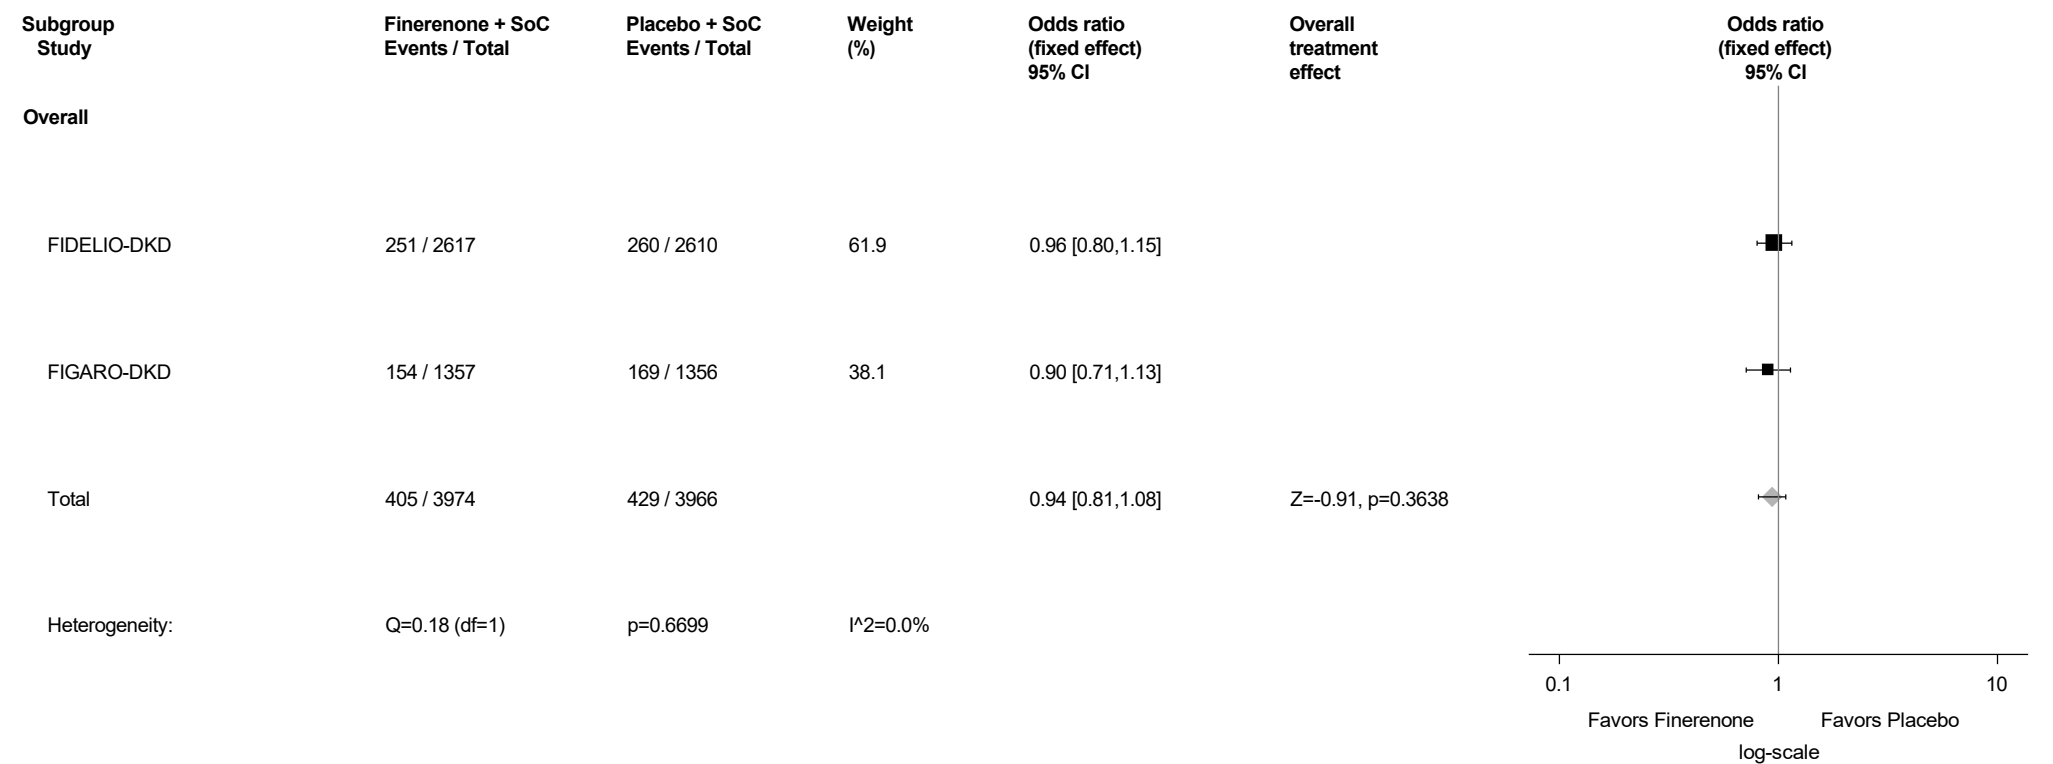 Subgroup Finerenone + SoC Placebo + SoC Weight Odds ratio Overall Odds ratio
Study Events / Total Events / Total (%) (fixed effect) treatment (fixed effect)
95% CI effect 95% CI
Overall
FIDELIO-DKD 251 / 2617 260 / 2610 61.9 0.96 [0.80,1.15]
FIGARO-DKD 154 / 1357 169 / 1356 38.1 0.90 [0.71,1.13]
Total 405 / 3974 429 / 3966 0.94 [0.81,1.08] Z=-0.91, p=0.3638
Heterogeneity: Q=0.18 (df=1) p=0.6699 I^2=0.0%
0.1 1 10
Favors Finerenone Favors Placebo
log-scale